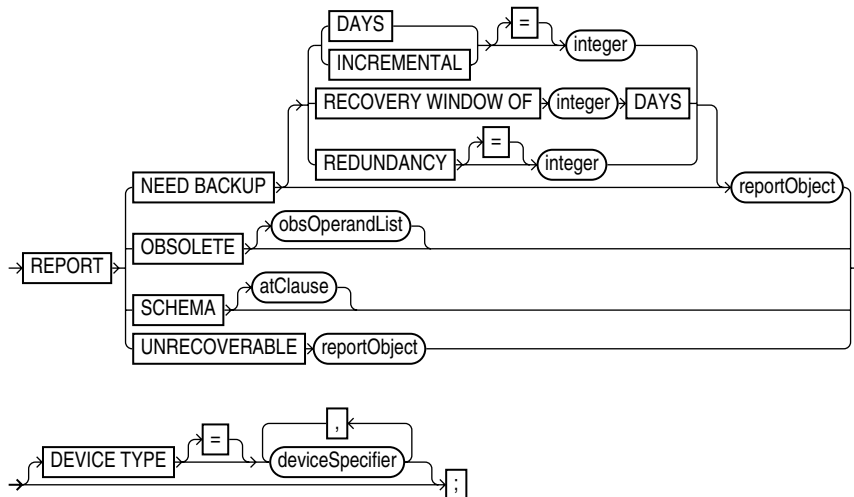 DAYS
=
integer
INCREMENTAL
RECOVERY WINDOW OF integer DAYS
REDUNDANCY = integer
NEED BACKUP reportObject
OBSOLETE obsOperandList
REPORT
SCHEMA atClause
UNRECOVERABLE reportObject
,
DEVICE TYPE = deviceSpecifier
;